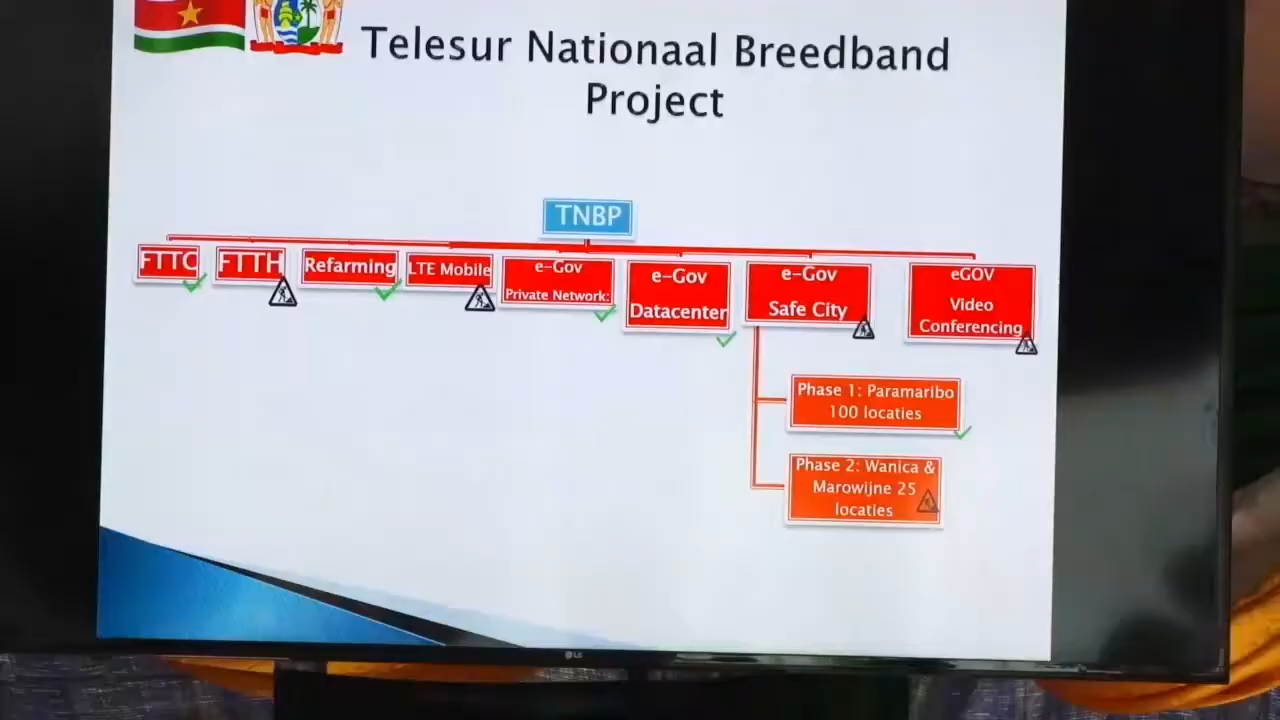 Telesur Nationaal Breedband
Project
TNBP
FTTC
FTTH
Refarming
LTE Mobile
e-Gov
Private Network:
e-Gov
Datacenter
e-Gov
Safe City
eGOV
Video
Conferencing
Phase 1: Paramaribo
100 locaties
Phase 2: Wanica &
Marowijne 25
locaties
LG